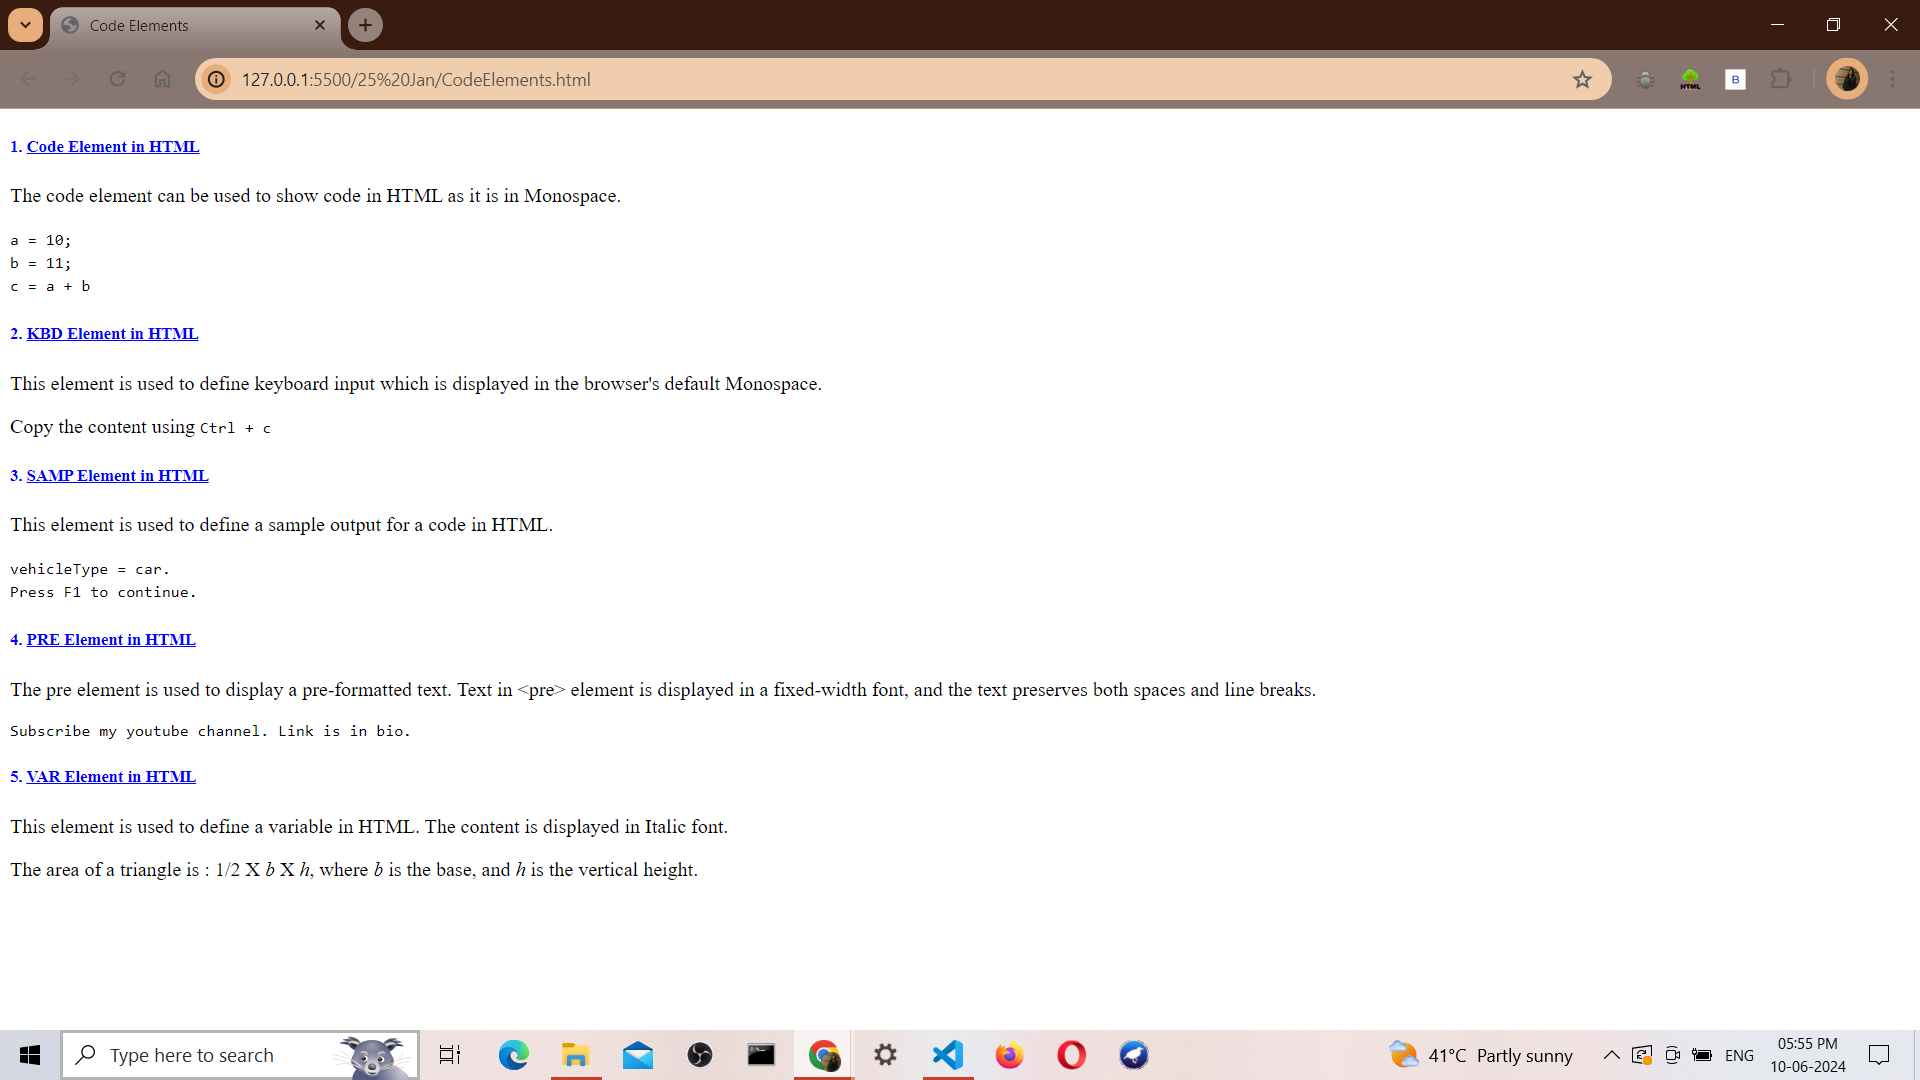 Code Elements
127.0.0.1:5500/25%20Jan/CodeElements.html
HTML
B
1. Code Element in HTML
The code element can be used to show code in HTML as it is in Monospace.
a = 10;
b = 11;
c = a + b
2. KBD Element in HTML
This element is used to define keyboard input which is displayed in the browser's default Monospace.
Copy the content using Ctrl + c
3. SAMP Element in HTML
This element is used to define a sample output for a code in HTML.
vehicleType = car.
Press F1 to continue.
4. PRE Element in HTML
The pre element is used to display a pre-formatted text. Text in <pre> element is displayed in a fixed-width font, and the text preserves both spaces and line breaks.
Subscribe my youtube channel. Link is in bio.
5. VAR Element in HTML
This element is used to define a variable in HTML. The content is displayed in Italic font.
The area of a triangle is : 1/2 X b X h, where b is the base, and h is the vertical height.
Type here to search
41°C Partly sunny
ENG
05:55 PM
10-06-2024